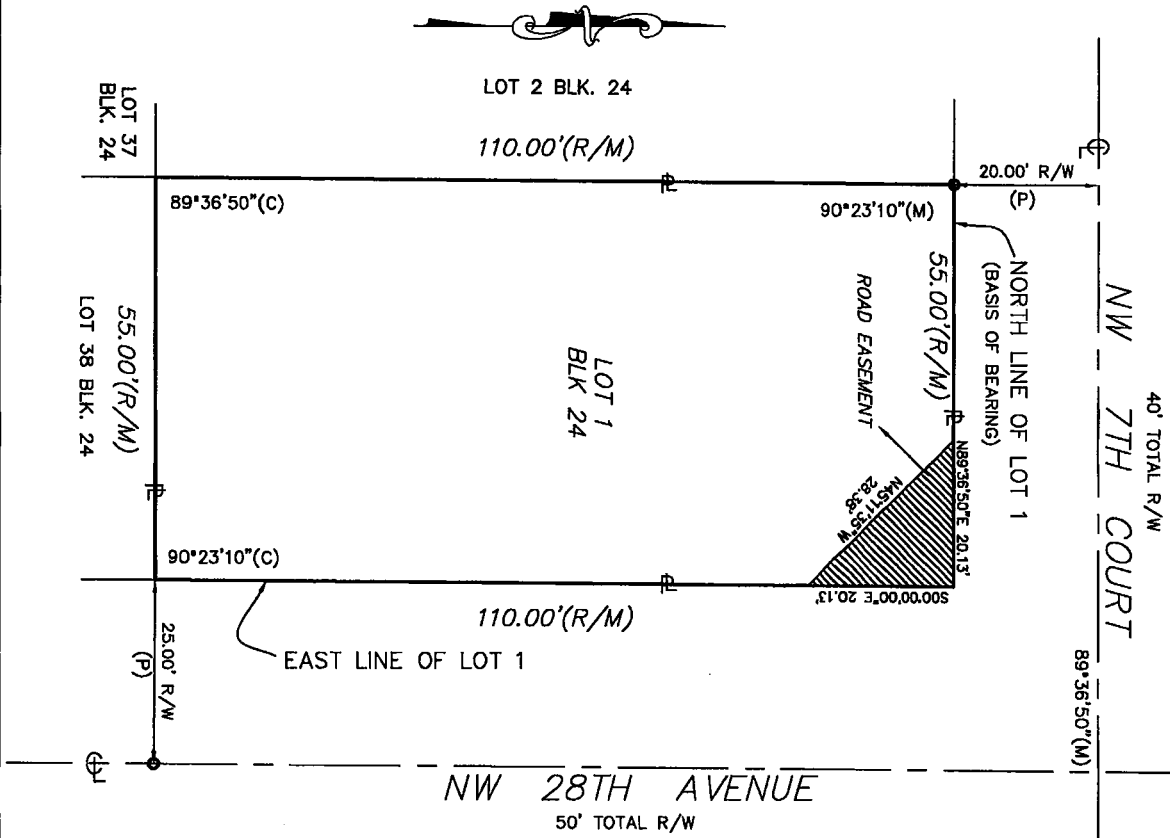 LOT 2 BLK. 24
110.00'(R/M)
LOT 37
BLK. 24
89°36'50"(C)
90°23'10"(M)
20.00' R/W
(P)
NORTH LINE OF LOT 1
(BASIS OF BEARING)
55.00'(R/M)
ROAD EASEMENT
NW 7TH COURT
40' TOTAL R/W
LOT 1
BLK 24
55.00'(R/M)
LOT 38 BLK. 24
N89°36'50"E 20.13'
N45°11'35"W
28.38'
S00°00'00"E 20.13'
90°23'10"(C)
110.00'(R/M)
EAST LINE OF LOT 1
25.00' R/W
(P)
89°36'50"(M)
NW 28TH AVENUE
50' TOTAL R/W